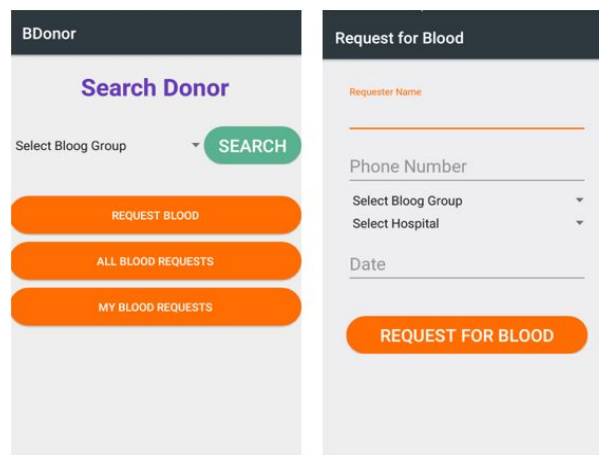 BDonor
Search Donor
Select Bloog Group
SEARCH
REQUEST BLOOD
ALL BLOOD REQUESTS
MY BLOOD REQUESTS
Request for Blood
Requester Name
Phone Number
Select Bloog Group
Select Hospital
Date
REQUEST FOR BLOOD